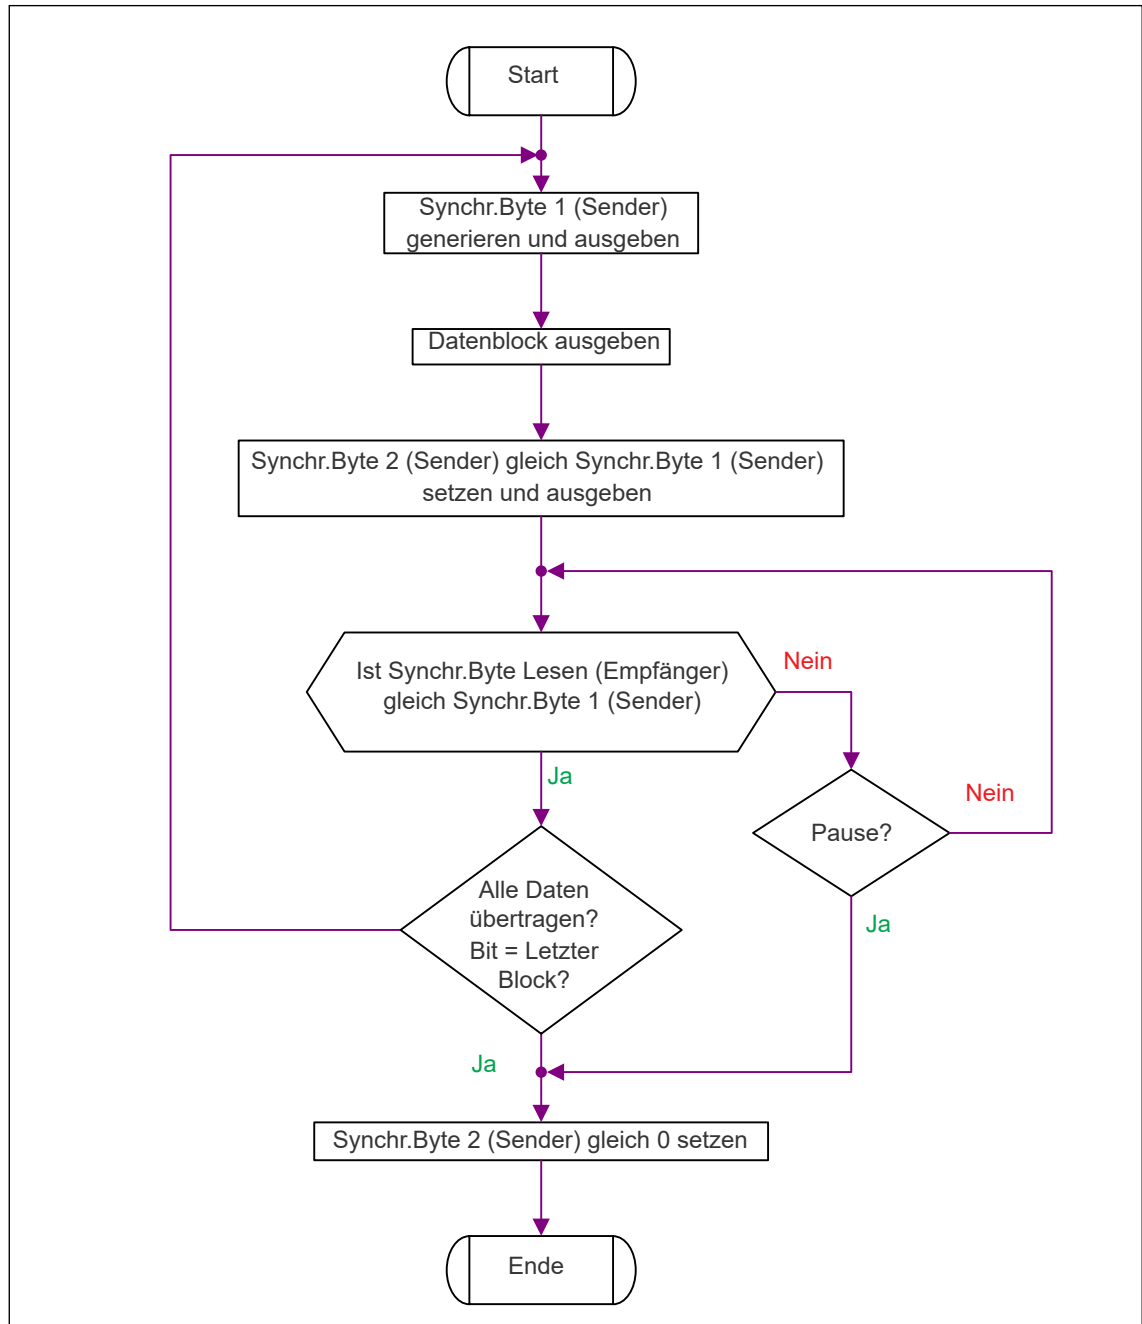 Start
Synchr.Byte 1 (Sender)
generieren und ausgeben
Datenblock ausgeben
Synchr.Byte 2 (Sender) gleich Synchr.Byte 1 (Sender)
setzen und ausgeben
Ist Synchr.Byte Lesen (Empfänger)
gleich Synchr.Byte 1 (Sender)
Nein
Ja
Pause?
Nein
Ja
Alle Daten
übertragen?
Bit = Letzter
Block?
Ja
Synchr.Byte 2 (Sender) gleich 0 setzen
Ende